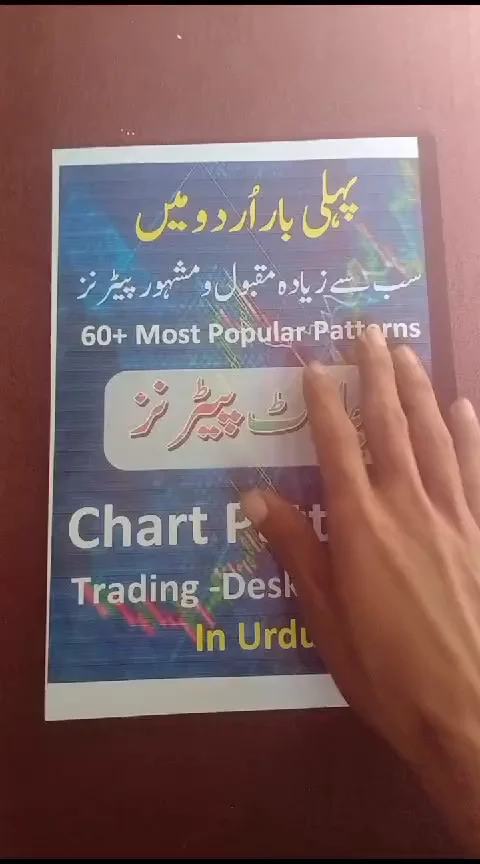 پہلی بار اُردو میں
سب سے زیادہ مقبول و مشہور پیٹرنز
60+ Most Popular Patterns
پیٹرنز
Chart
Trading -Desk
In Urdu